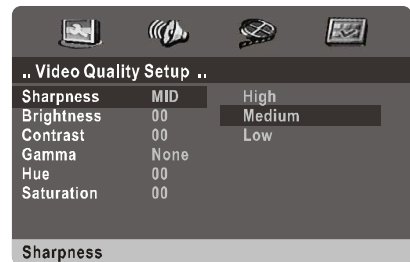 .. Video Quality Setup ..
Sharpness MID High
Brightness 00 Medium
Contrast 00 Low
Gamma None
Hue 00
Saturation 00
Sharpness